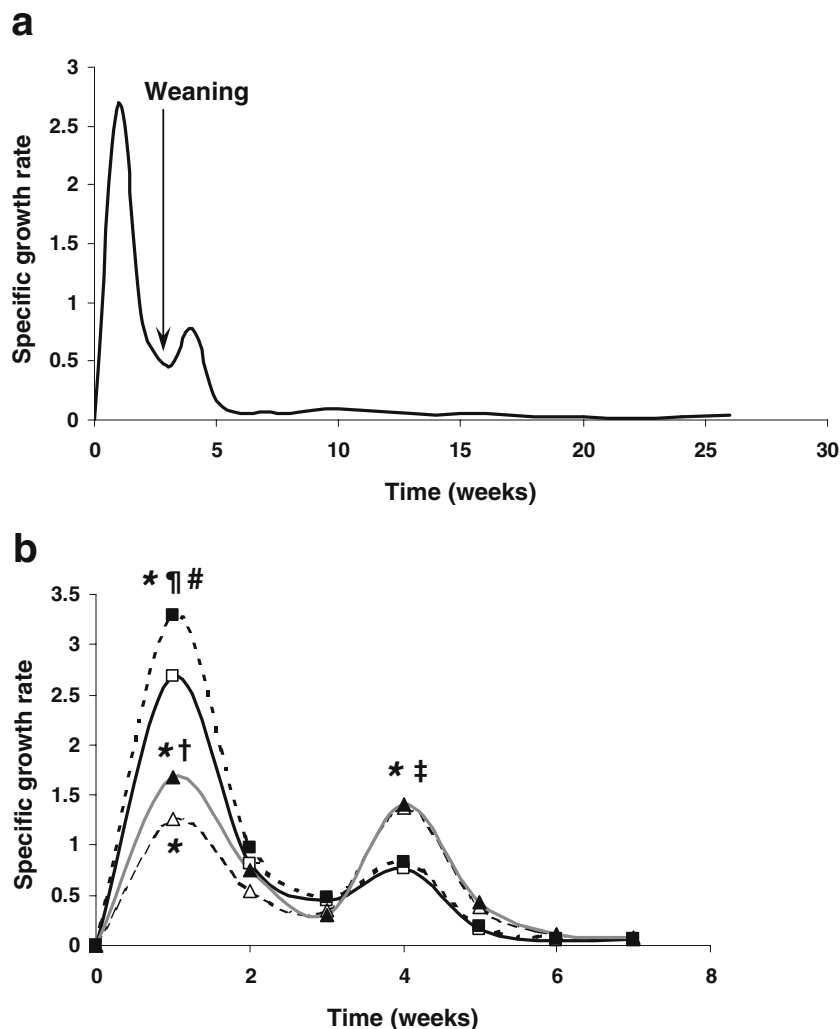 a
3
Weaning
2.5
2
1.5
1
0.5
0
Specific growth rate
0 5 10 15 20 25 30
Time (weeks)
b
* ¶ #
3.5
3
2.5
2
* †
* ‡
1.5
*
1
0.5
0
Specific growth rate
0 2 4 6 8
Time (weeks)